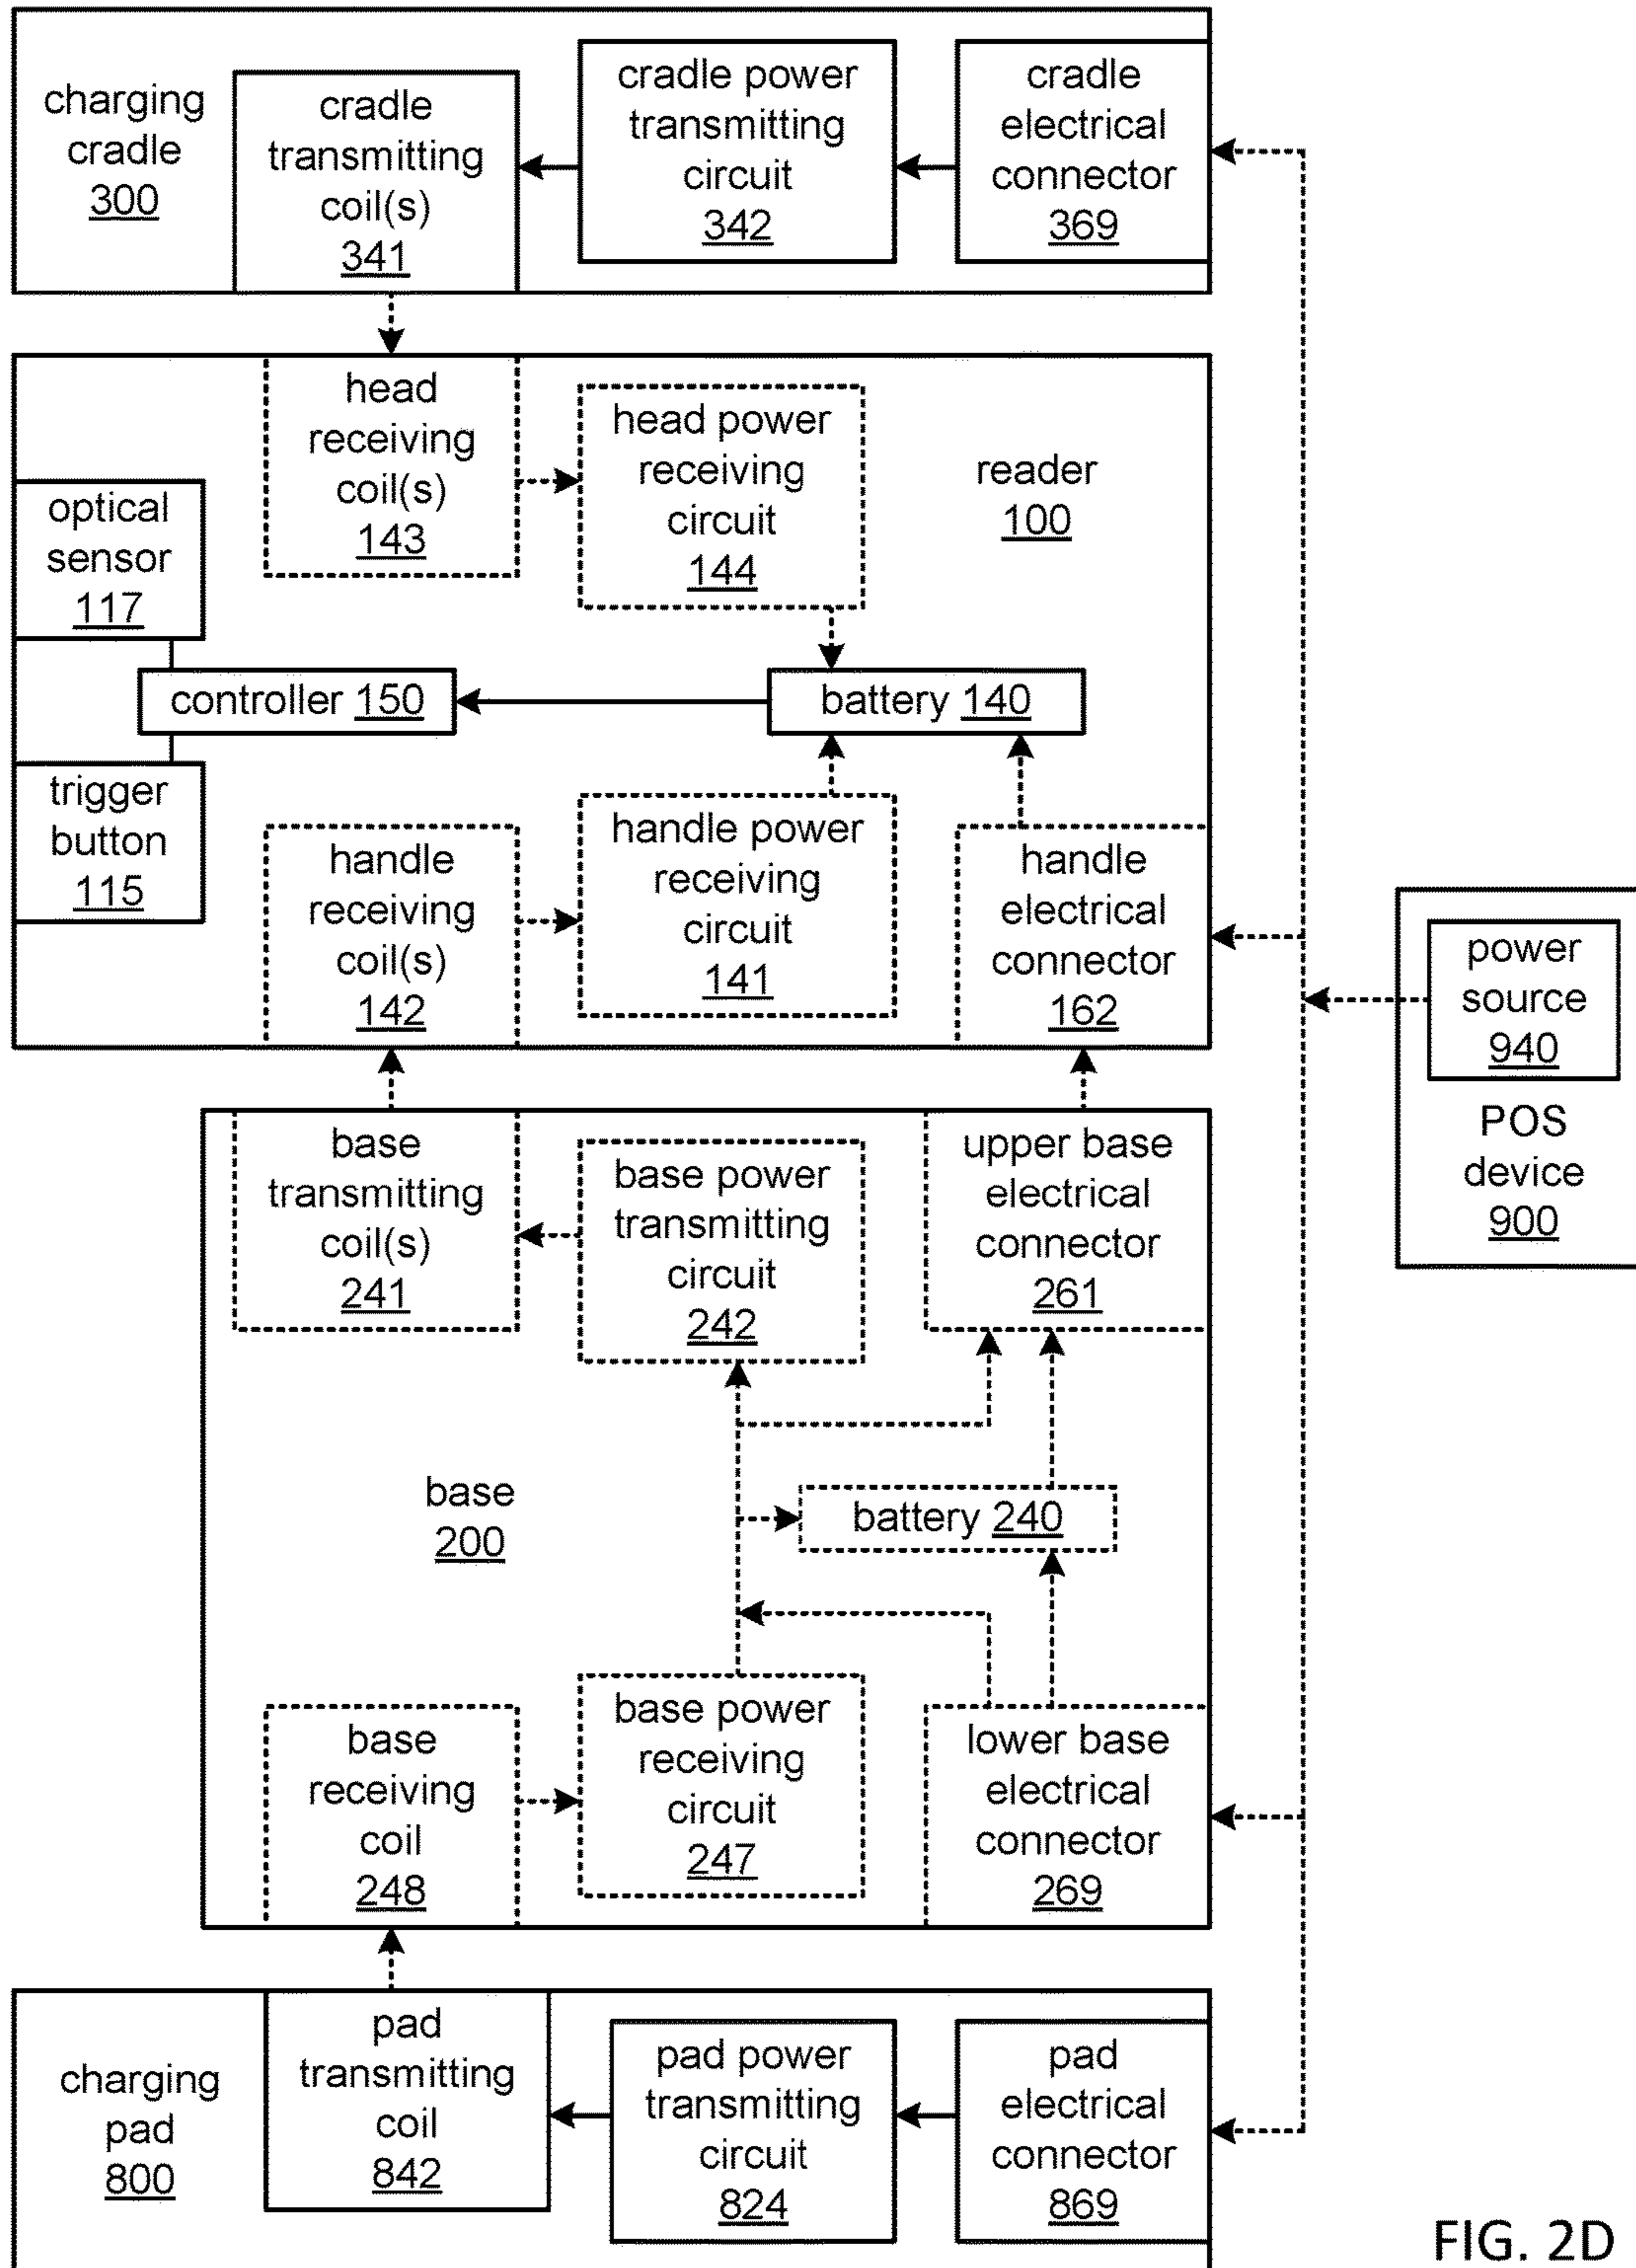 charging
cradle
300
cradle
transmitting
coil(s)
341
cradle power
transmitting
circuit
342
cradle
electrical
connector
369
head
receiving
coil(s)
143
head power
receiving
circuit
144
reader
100
optical
sensor
117
controller 150
battery 140
trigger
button
115
handle
receiving
coil(s)
142
handle power
receiving
circuit
141
handle
electrical
connector
162
power
source
940
POS
device
900
base
transmitting
coil(s)
241
base power
transmitting
circuit
242
upper base
electrical
connector
261
base
200
battery 240
base
receiving
coil
248
base power
receiving
circuit
247
lower base
electrical
connector
269
charging
pad
800
pad
transmitting
coil
842
pad power
transmitting
circuit
824
pad
electrical
connector
869
FIG. 2D